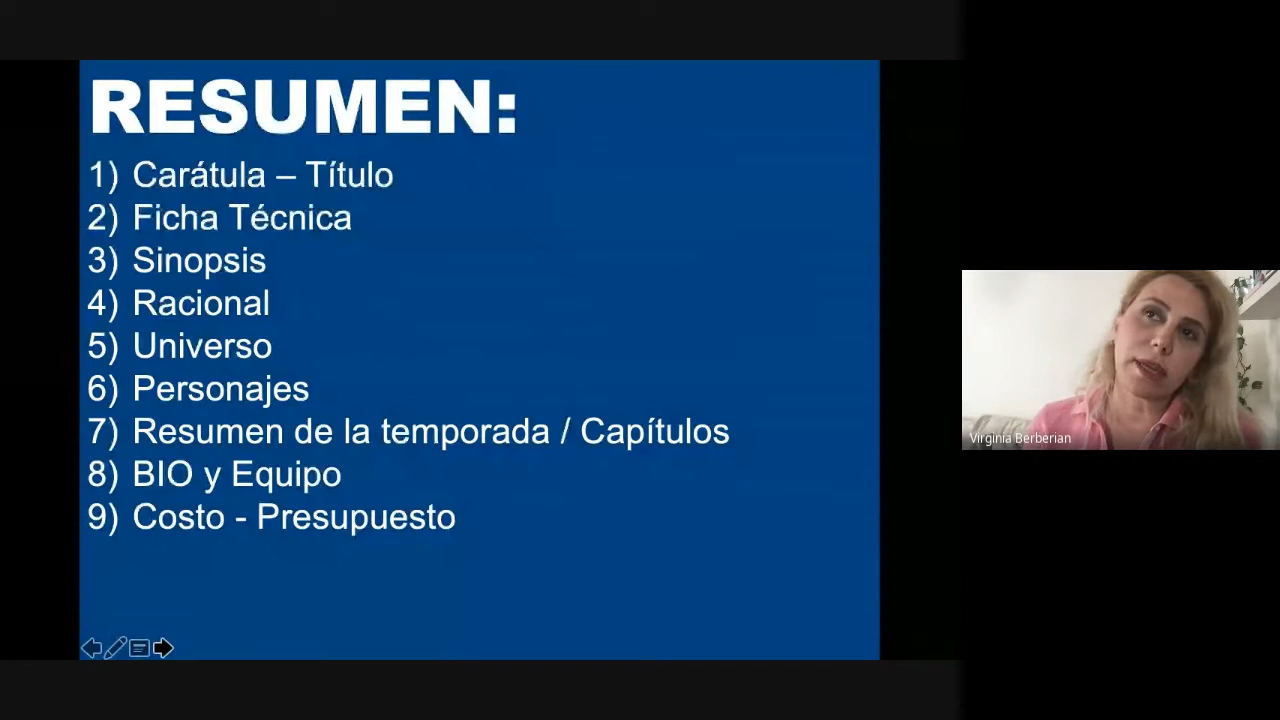 RESUMEN:
1) Carátula – Título
2) Ficha Técnica
3) Sinopsis
4) Racional
5) Universo
6) Personajes
7) Resumen de la temporada / Capítulos
8) BIO y Equipo
9) Costo - Presupuesto
Virginia Berberian